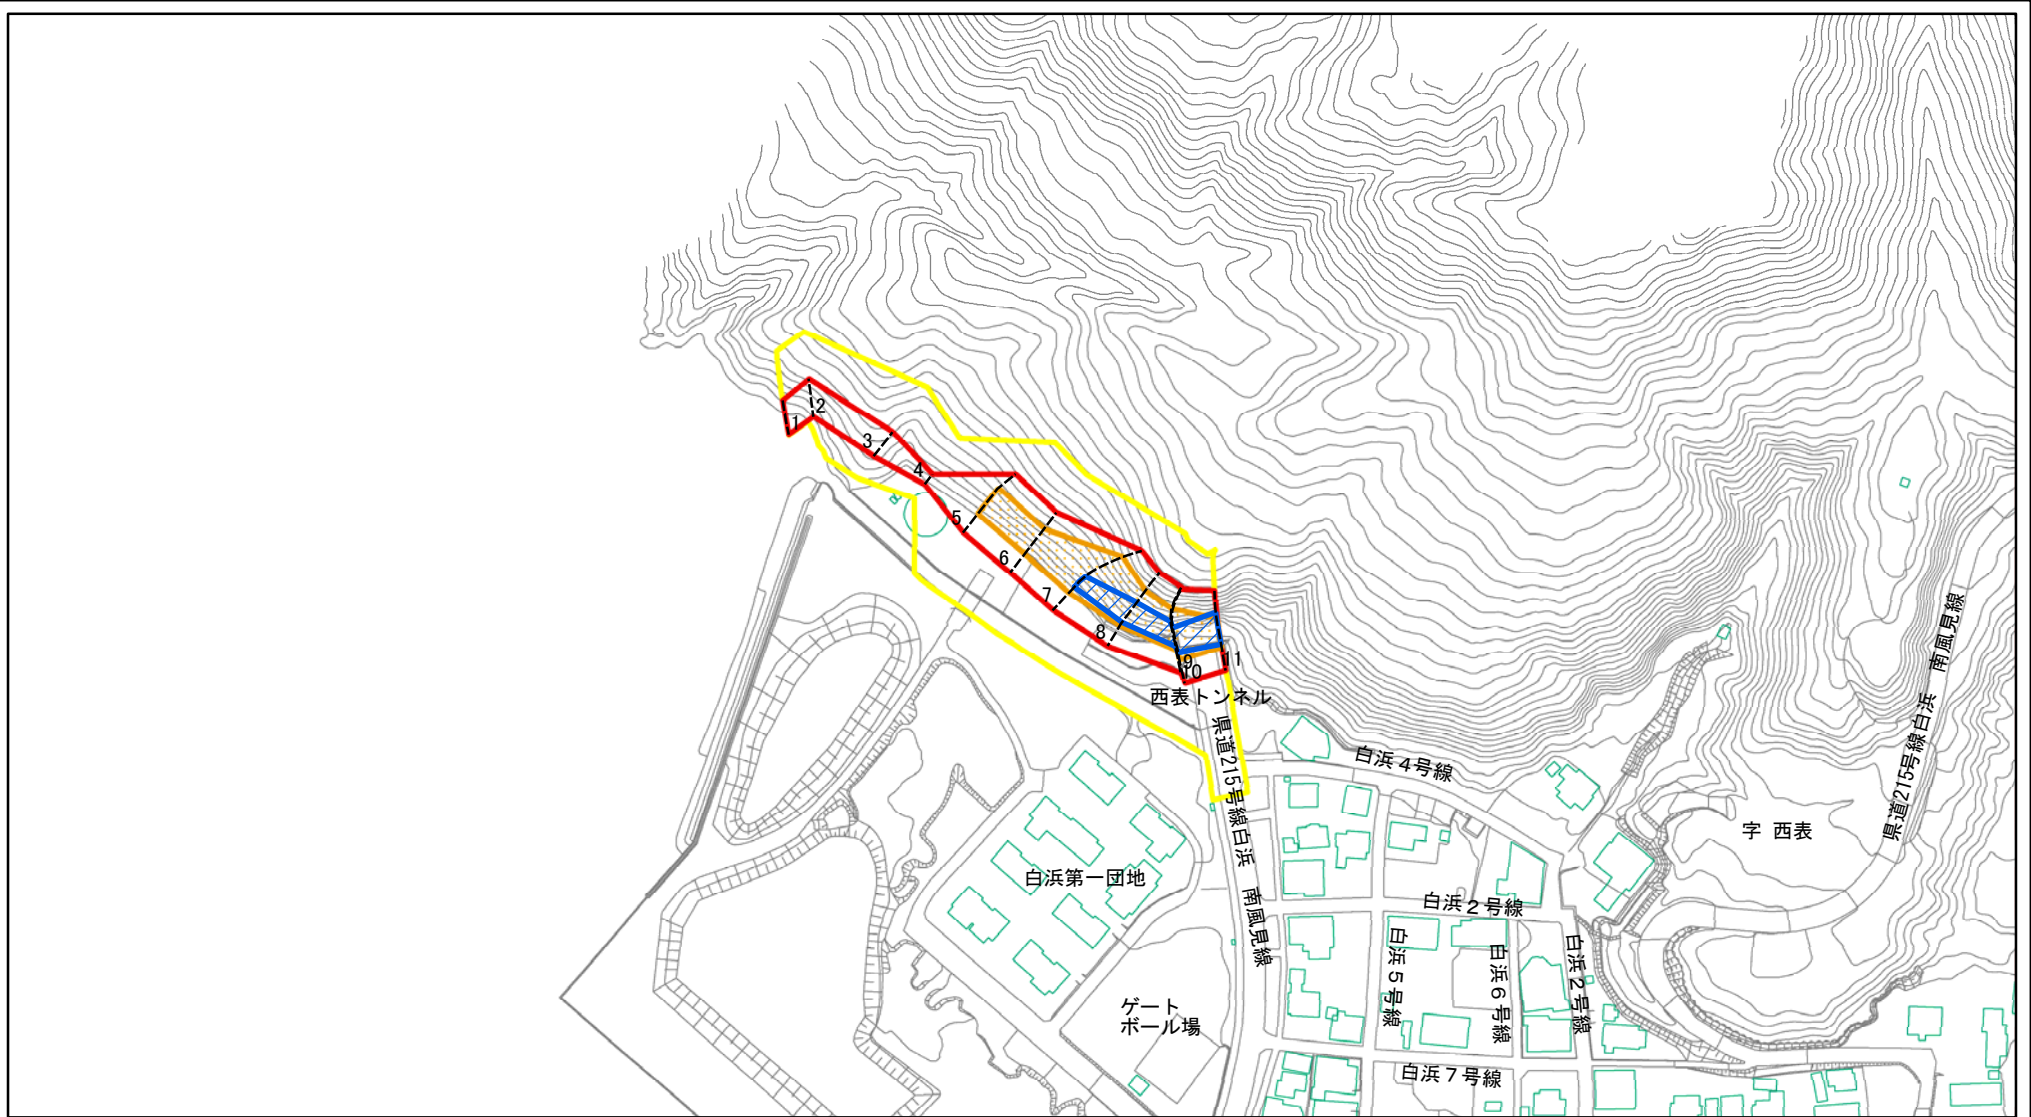 1
2
3
4
5
6
7
8
9
10
11
西表トンネル
県道215号線白浜　南風見線
白浜４号線
字 西表
県道215号線白浜　南風見線
白浜第一団地
白浜２号線
白浜５号線
白浜６号線
白浜２号線
ゲート
ボール場
白浜７号線